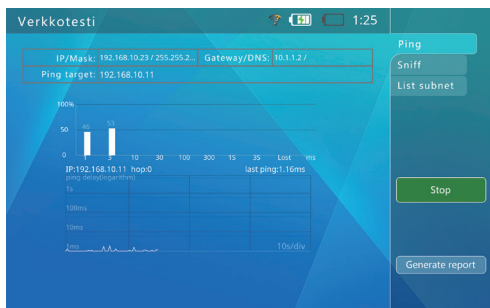 Verkkotesti 1:25
IP/Mask: 192.168.10.23 / 255.255.2... Gateway/DNS: 10.1.1.2 /
Ping target: 192.168.10.11
Ping
Sniff
List subnet
100%
50
46 53
0 1 3 10 30 100 300 1S 3S Lost ms
IP:192.168.10.11 hop:0 last ping:1.16ms
ping delay(logarithm)
1s
100ms
10ms
1ms 10s/div
Stop
Generate report